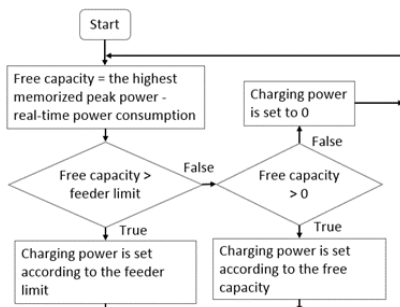 Start
Free capacity = the highest
memorized peak power -
real-time power consumption
Charging power
is set to 0
False
Free capacity >
feeder limit
False
Free capacity
> 0
True
True
Charging power is set
according to the feeder
limit
Charging power is set
according to the free
capacity